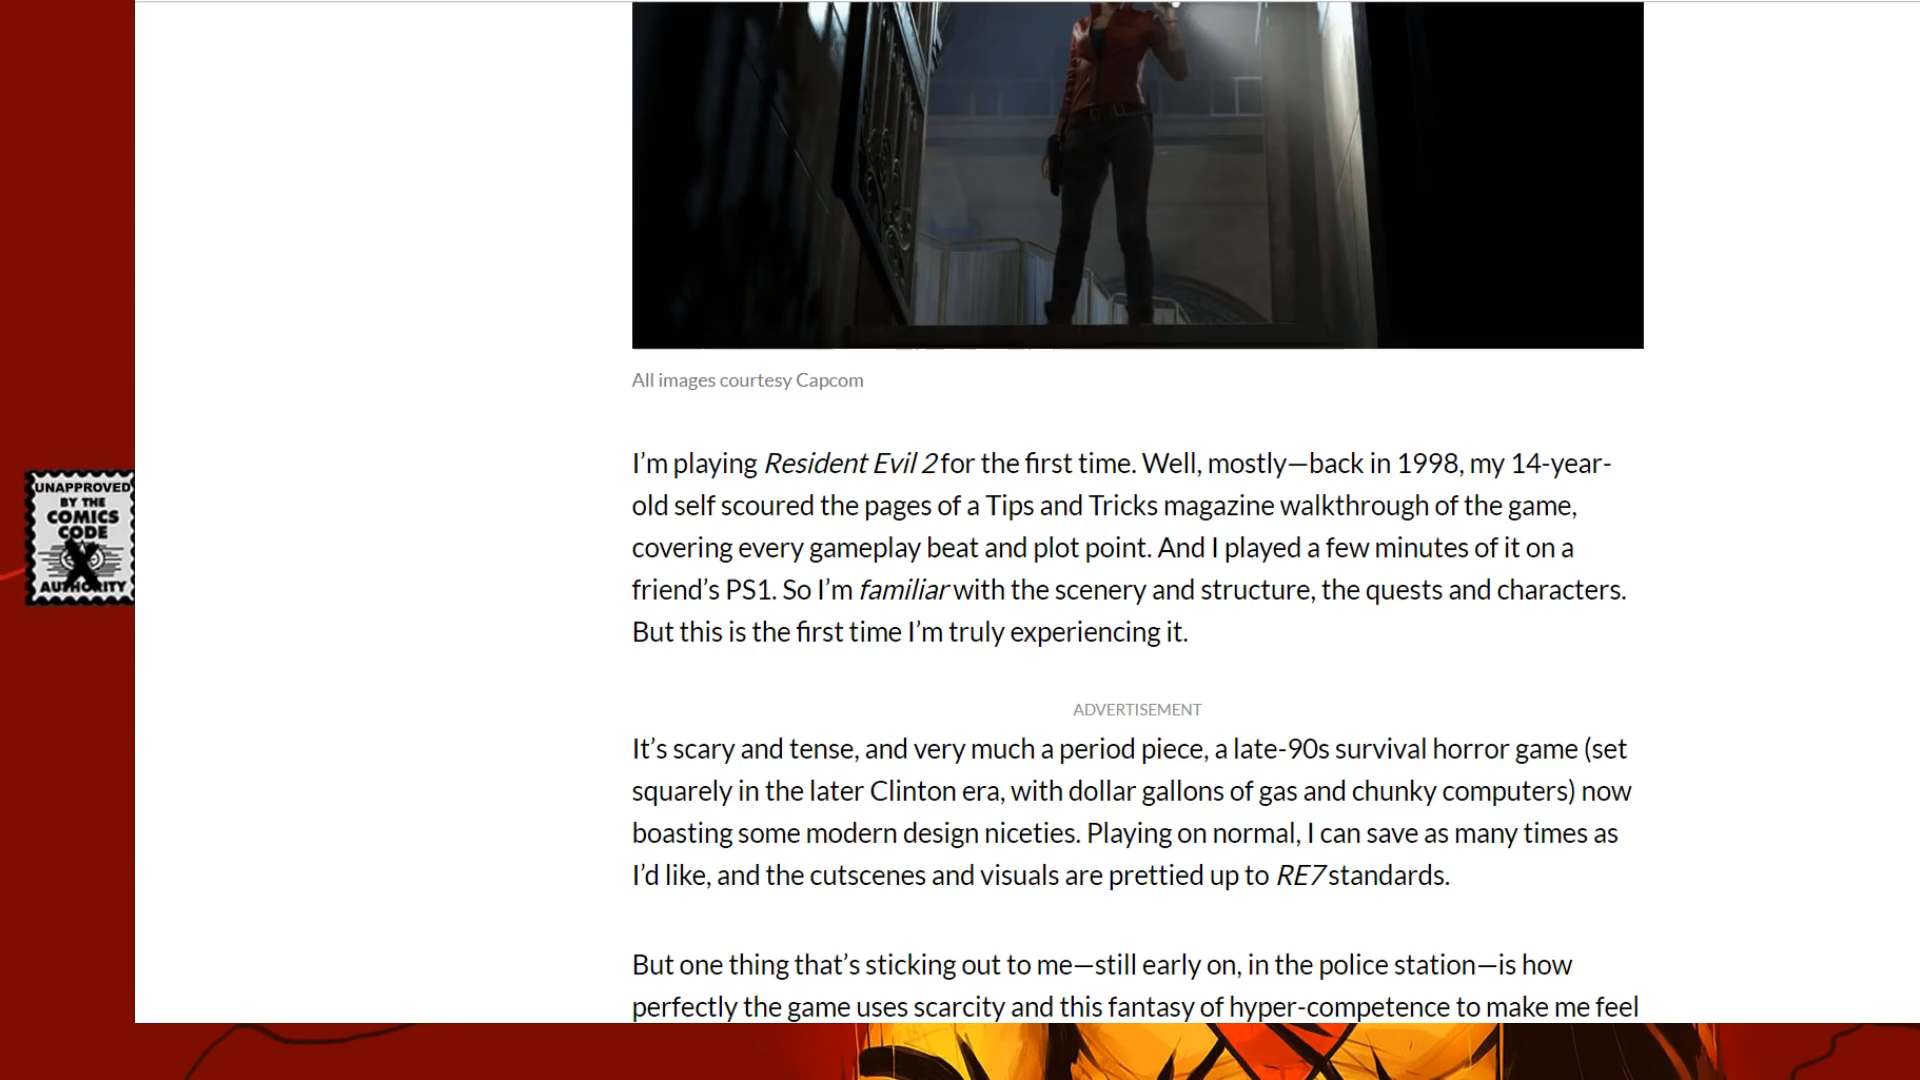 UNAPPROVED
BY THE
COMICS
CODE
AUTHORITY
All images courtesy Capcom
I’m playing Resident Evil 2 for the first time. Well, mostly—back in 1998, my 14-year-
old self scoured the pages of a Tips and Tricks magazine walkthrough of the game,
covering every gameplay beat and plot point. And I played a few minutes of it on a
friend’s PS1. So I’m familiar with the scenery and structure, the quests and characters.
But this is the first time I’m truly experiencing it.
ADVERTISEMENT
It’s scary and tense, and very much a period piece, a late-90s survival horror game (set
squarely in the later Clinton era, with dollar gallons of gas and chunky computers) now
boasting some modern design niceties. Playing on normal, I can save as many times as
I’d like, and the cutscenes and visuals are prettied up to RE7 standards.
But one thing that’s sticking out to me—still early on, in the police station—is how
perfectly the game uses scarcity and this fantasy of hyper-competence to make me feel